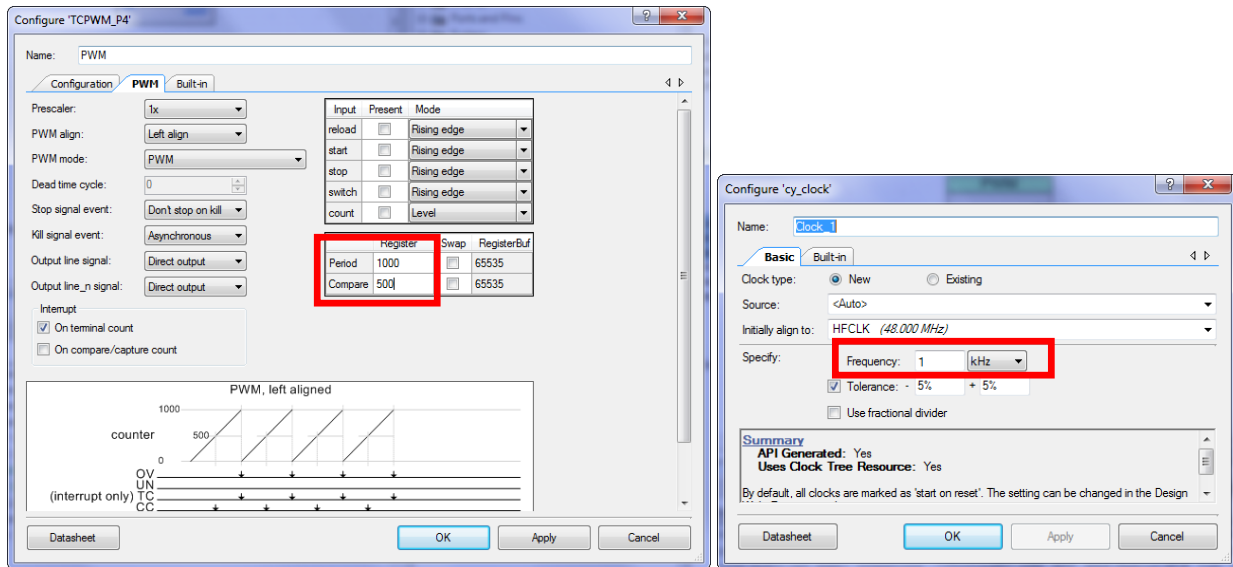 Configure 'TCPWM_P4'
Name: PWM
Configuration PWM Built-in
Prescaler: 1x
PWM align: Left align
PWM mode: PWM
Dead time cycle: 0
Stop signal event: Don't stop on kill
Kill signal event: Asynchronous
Output line signal: Direct output
Output line_n signal: Direct output
Interrupt
On terminal count
On compare/capture count
Input Present Mode
reload Rising edge
start Rising edge
stop Rising edge
switch Rising edge
count Level
Register Swap RegisterBuf
Period 1000 65535
Compare 500 65535
PWM, left aligned
1000
counter 500
0
OV
UN
(interrupt only) TC
CC
Datasheet OK Apply Cancel
Configure 'cy_clock'
Name: Clock_1
Basic Built-in
Clock type: New Existing
Source: <Auto>
Initially align to: HFCLK (48.000 MHz)
Specify: Frequency: 1 kHz
Tolerance: - 5% + 5%
Use fractional divider
Summary
API Generated: Yes
Uses Clock Tree Resource: Yes
By default, all clocks are marked as 'start on reset'. The setting can be changed in the Design
Datasheet OK Apply Cancel